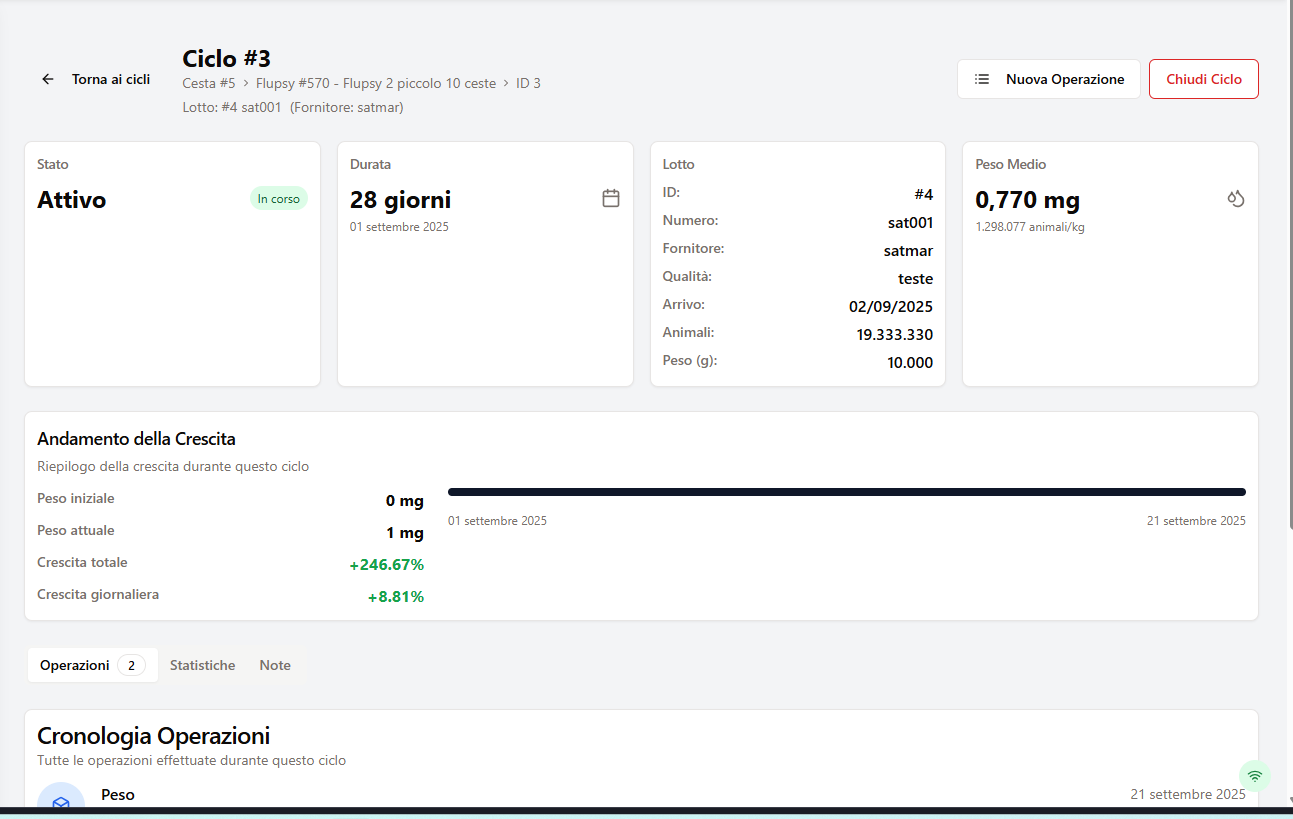 Torna ai cicli
Ciclo #3
Cesta #5 > Flupsy #570 - Flupsy 2 piccolo 10 ceste > ID 3
Lotto: #4 sat001 (Fornitore: satmar)
Nuova Operazione
Chiudi Ciclo
Stato
Attivo
In corso
Durata
28 giorni
01 settembre 2025
Lotto
ID: #4
Numero: sat001
Fornitore: satmar
Qualità: teste
Arrivo: 02/09/2025
Animali: 19.333.330
Peso (g): 10.000
Peso Medio
0,770 mg
1.298.077 animali/kg
Andamento della Crescita
Riepilogo della crescita durante questo ciclo
Peso iniziale 0 mg
Peso attuale 1 mg
Crescita totale +246.67%
Crescita giornaliera +8.81%
01 settembre 2025 21 settembre 2025
Operazioni 2 Statistiche Note
Cronologia Operazioni
Tutte le operazioni effettuate durante questo ciclo
Peso 21 settembre 2025